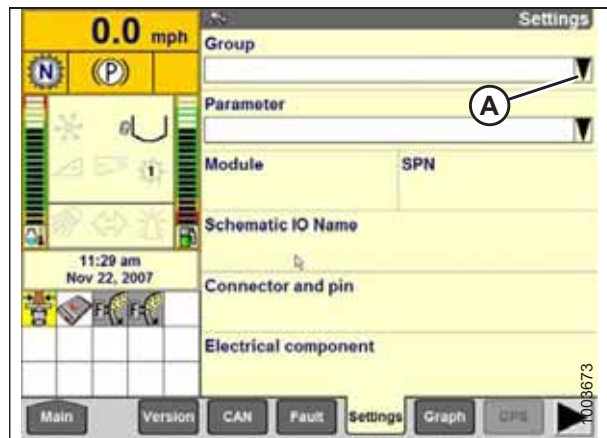 0.0 mph
Settings
N
P
Group
A
Parameter
1
Module
SPN
Schematic IO Name
11:29 am
Nov 22, 2007
Connector and pin
F
F
Electrical component
1003673
Main
Version
CAN
Fault
Settings
Graph
GPS